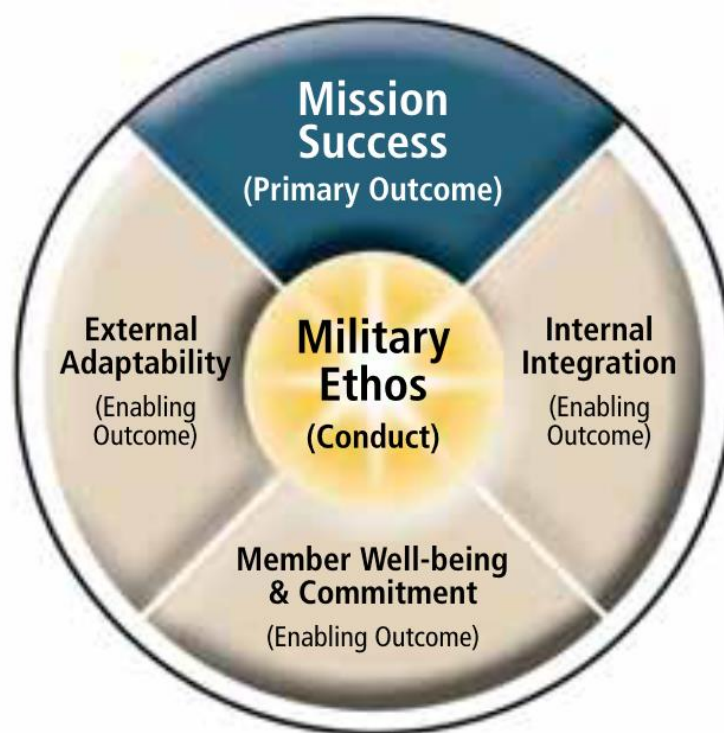 Mission
Success
(Primary Outcome)
External
Adaptability
(Enabling
Outcome)
Military
Ethos
(Conduct)
Internal
Integration
(Enabling
Outcome)
Member Well-being
& Commitment
(Enabling Outcome)